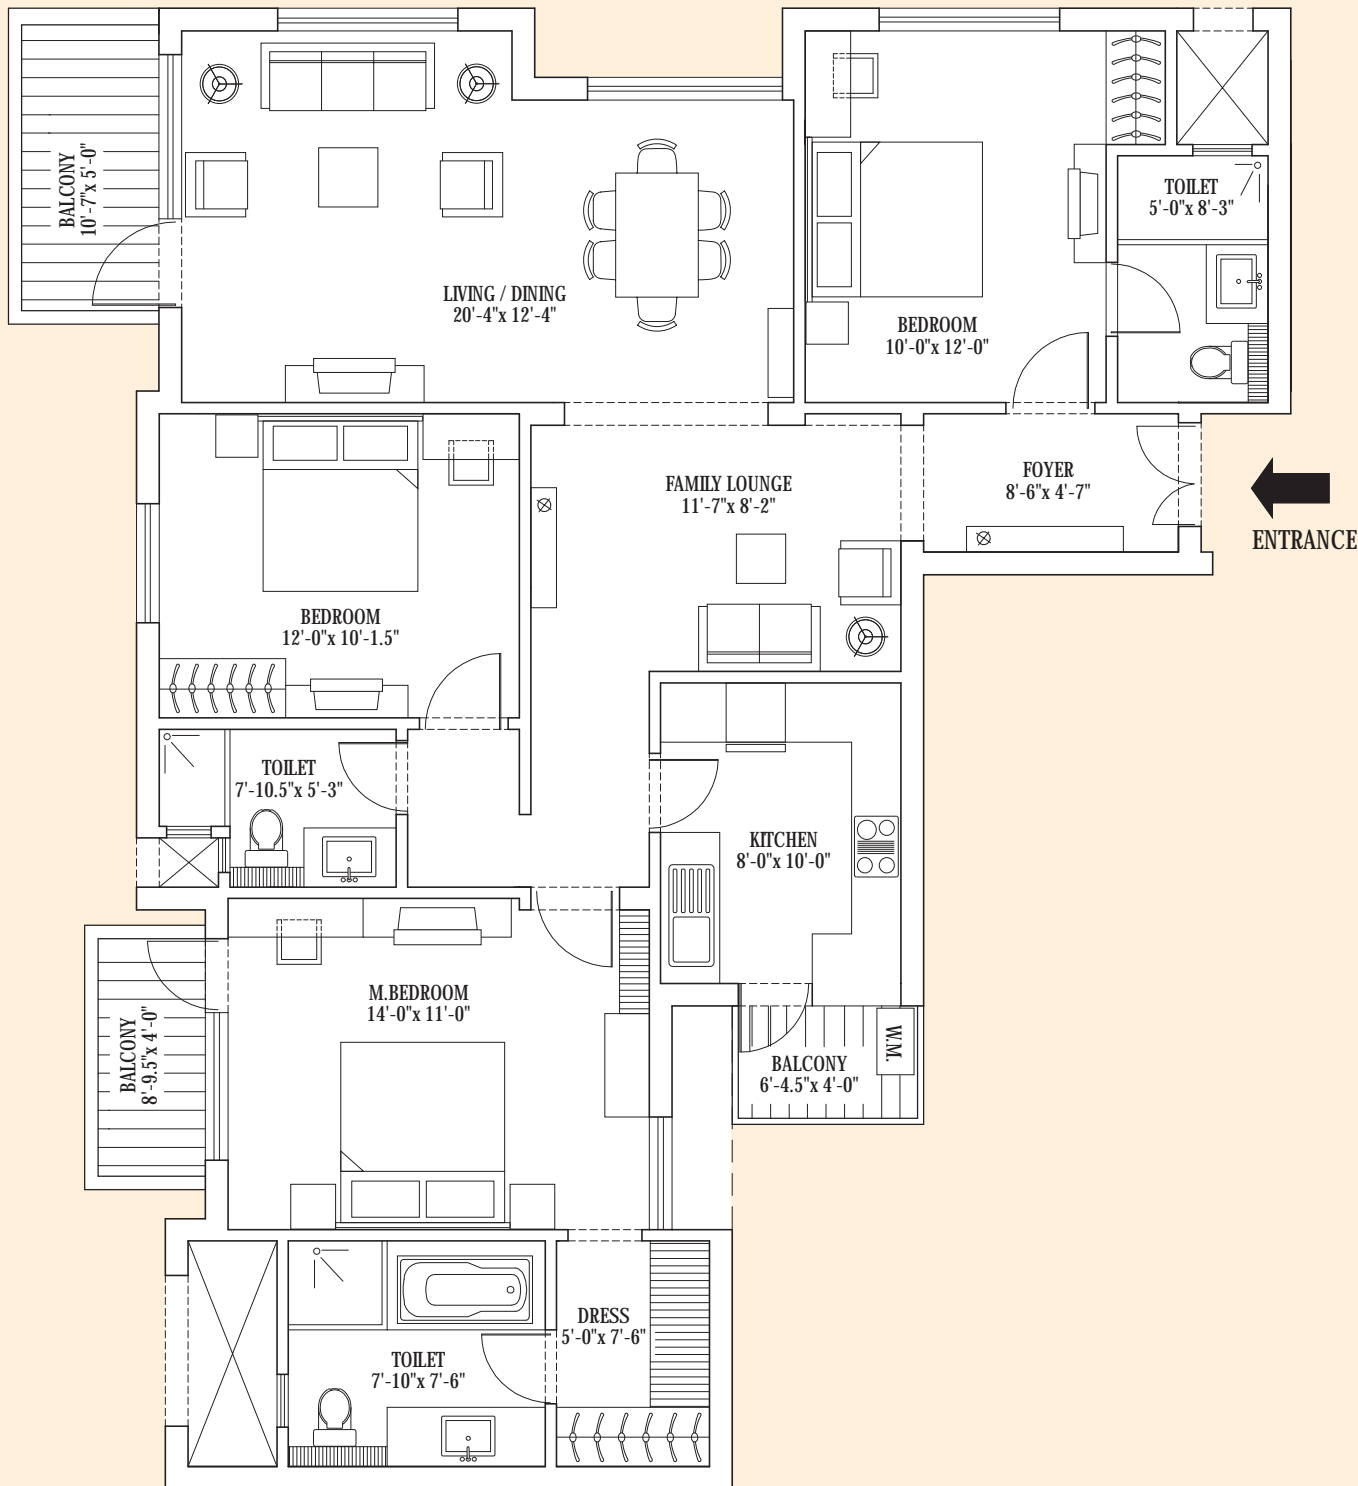 BALCONY
10'-7"x 5'-0"
LIVING / DINING
20'-4"x 12'-4"
BEDROOM
10'-0"x 12'-0"
TOILET
5'-0"x 8'-3"
FAMILY LOUNGE
11'-7"x 8'-2"
FOYER
8'-6"x 4'-7"
ENTRANCE
BEDROOM
12'-0"x 10'-1.5"
TOILET
7'-10.5"x 5'-3"
KITCHEN
8'-0"x 10'-0"
M.BEDROOM
14'-0"x 11'-0"
BALCONY
8'-9.5"x 4'-0"
W.M.
BALCONY
6'-4.5"x 4'-0"
DRESS
5'-0"x 7'-6"
TOILET
7'-10"x 7'-6"